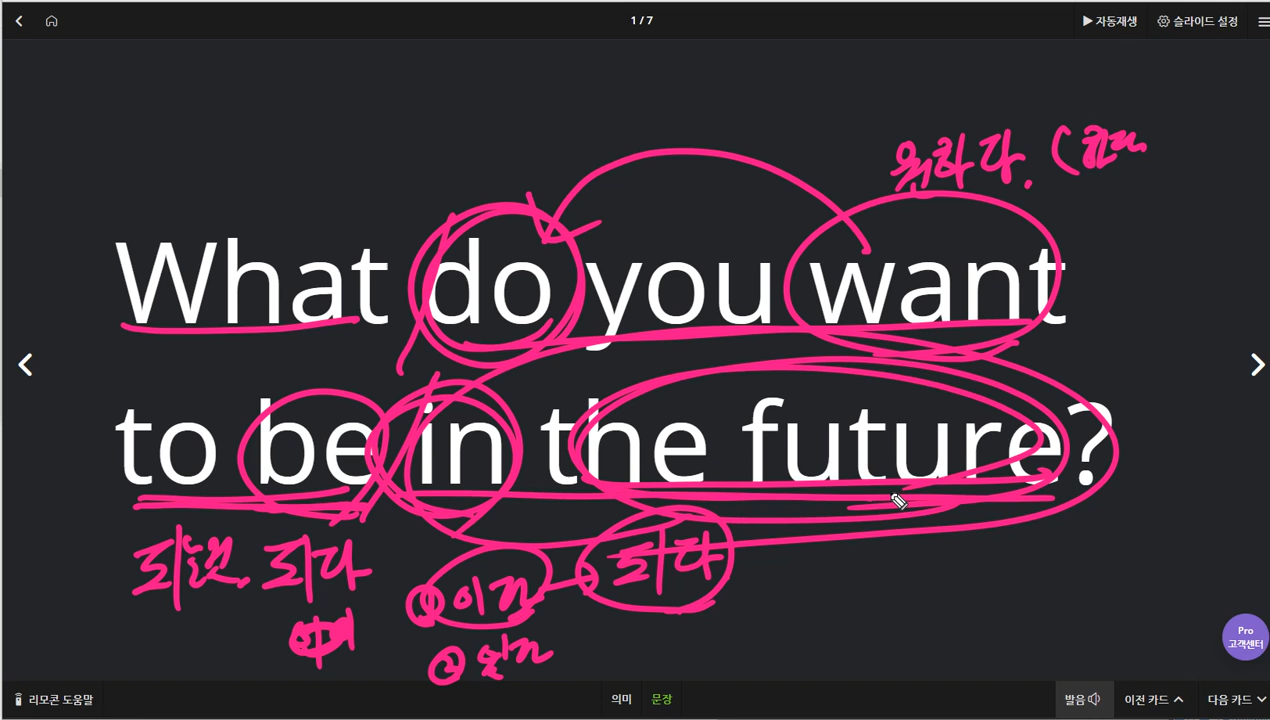 1 / 7
자동재생
슬라이드 설정
원하다.
What do you want
to be in the future?
되는것, 되다
① 이다 되다
②
Pro
고객센터
리모콘 도움말
의미
문장
발음
이전 카드
다음 카드